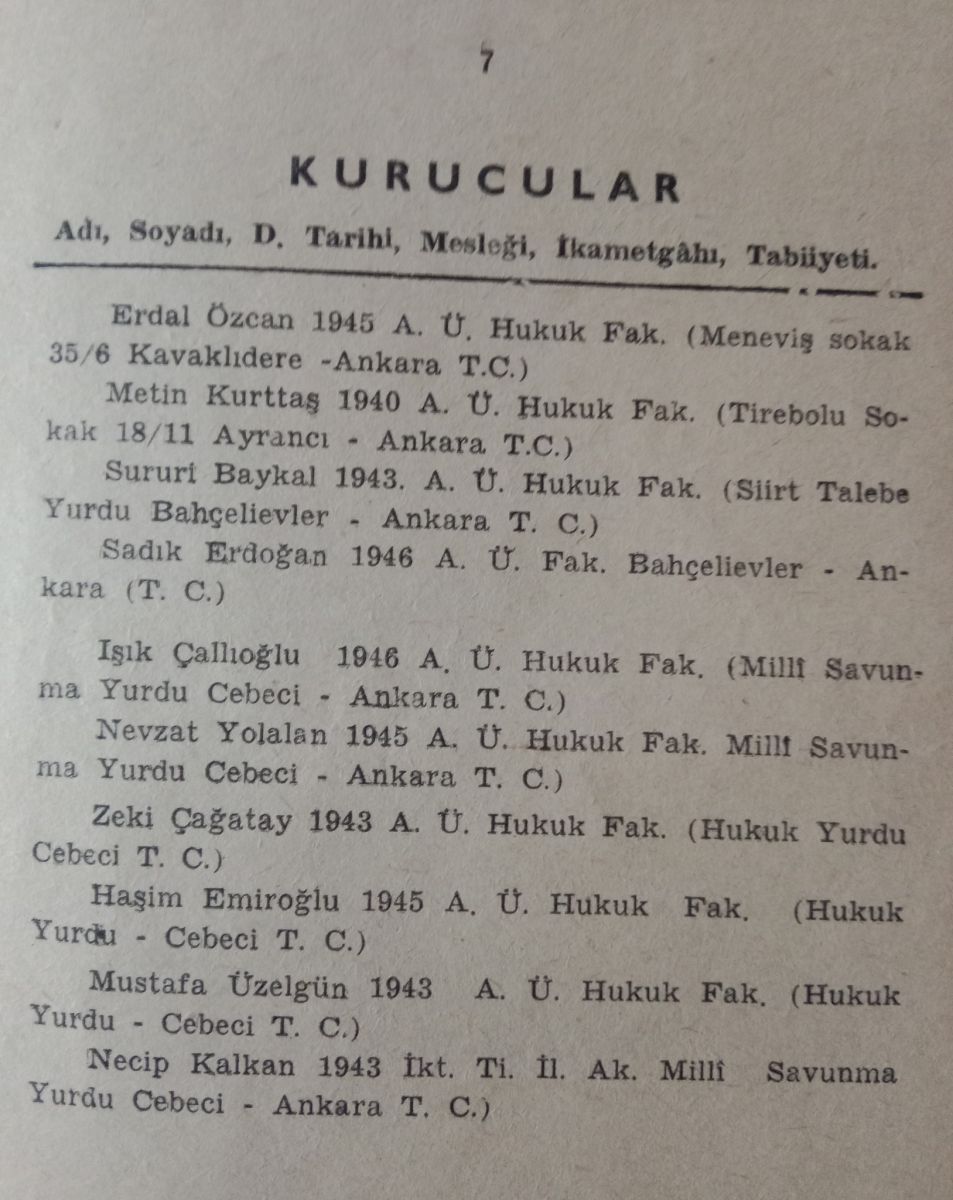 7
KURUCULAR
Adı, Soyadı, D. Tarihi, Mesleği, İkametgâhı, Tabiiyeti.
Erdal Özcan 1945 A. Ü. Hukuk Fak. (Meneviş sokak
35/6 Kavaklıdere -Ankara T.C.)
Metin Kurttaş 1940 A. Ü. Hukuk Fak. (Tirebolu So-
kak 18/11 Ayrancı - Ankara T.C.)
Sururi Baykal 1943. A. Ü. Hukuk Fak. (Siirt Talebe
Yurdu Bahçelievler - Ankara T. C.)
Sadık Erdoğan 1946 A. Ü. Fak. Bahçelievler - An-
kara (T. C.)
Işık Çallıoğlu 1946 A. Ü. Hukuk Fak. (Millî Savun-
ma Yurdu Cebeci - Ankara T. C.)
Nevzat Yolalan 1945 A. Ü. Hukuk Fak. Millî Savun-
ma Yurdu Cebeci - Ankara T. C.)
Zeki Çağatay 1943 A. Ü. Hukuk Fak. (Hukuk Yurdu
Cebeci T. C.)
Haşim Emiroğlu 1945 A. Ü. Hukuk Fak. (Hukuk
Yurdu - Cebeci T. C.)
Mustafa Üzelgün 1943 A. Ü. Hukuk Fak. (Hukuk
Yurdu - Cebeci T. C.)
Necip Kalkan 1943 İkt. Ti. İl. Ak. Millî Savunma
Yurdu Cebeci - Ankara T. C.)